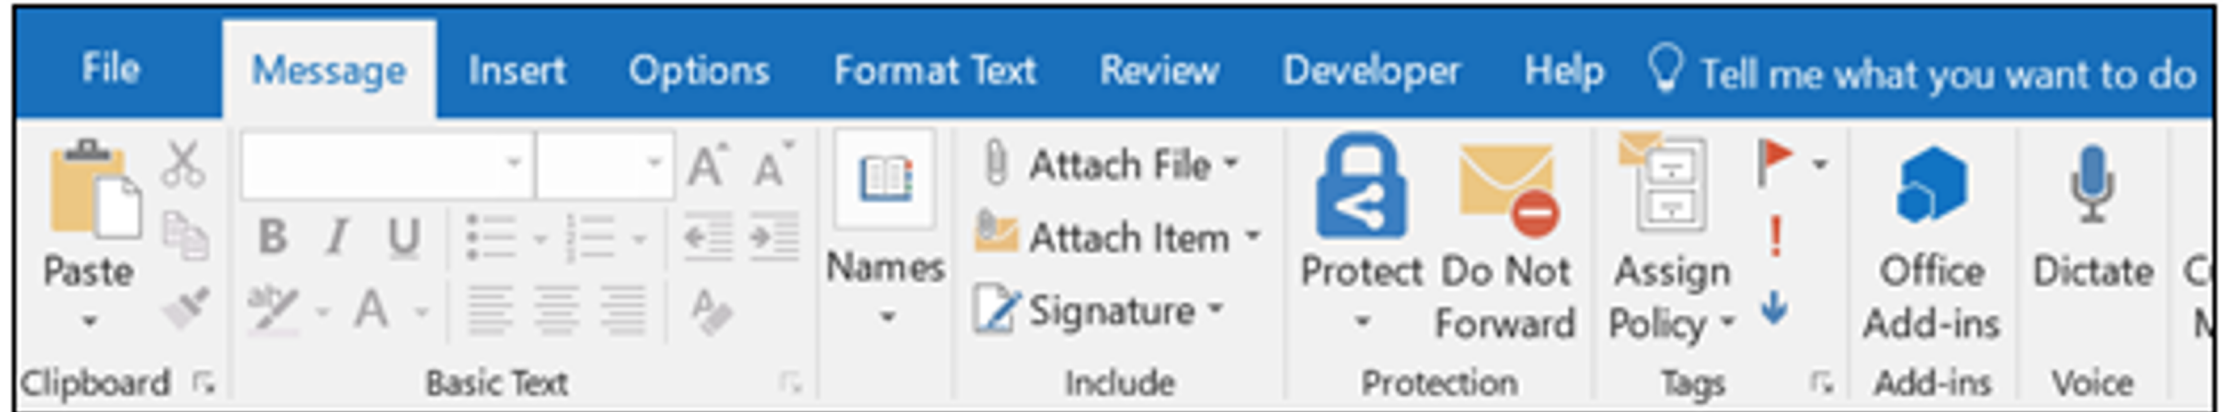 File Message Insert Options Format Text Review Developer Help Tell me what you want to do
Paste
Clipboard
B I U
A
Basic Text
Names
Attach File
Attach Item
Signature
Include
Protect
Do Not
Forward
Protection
Assign
Policy
!
Tags
Office
Add-ins
Add-ins
Dictate
Voice